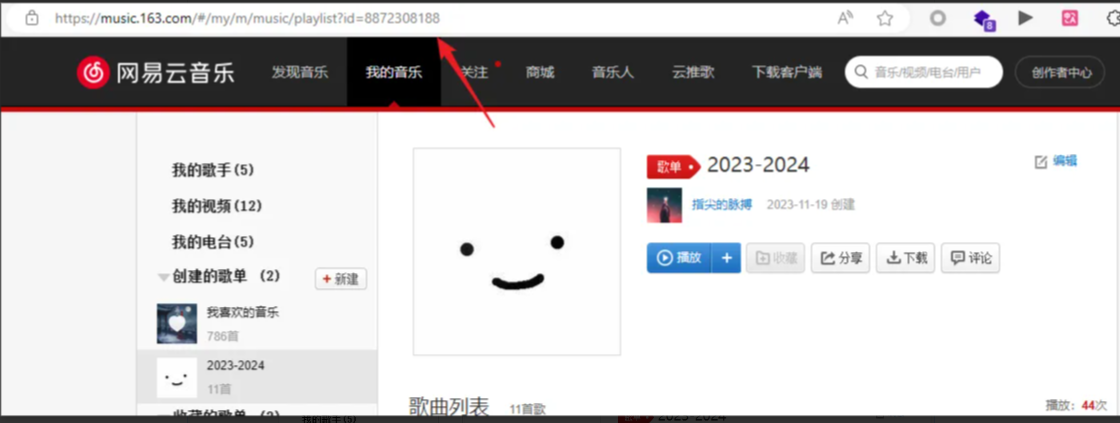 https://music.163.com/#/my/m/music/playlist?id=8872308188
网易云音乐 发现音乐 我的音乐 关注 商城 音乐人 云推歌 下载客户端 音乐/视频/电台/用户 创作者中心
我的歌手(5)
我的视频(12)
我的电台(5)
创建的歌单 (2) + 新建
我喜欢的音乐
786首
2023-2024
11首
收藏的歌单 (2)
歌单 2023-2024 编辑
指尖的脉搏 2023-11-19 创建
播放 + 收藏 分享 下载 评论
歌曲列表 11首歌 播放: 44次